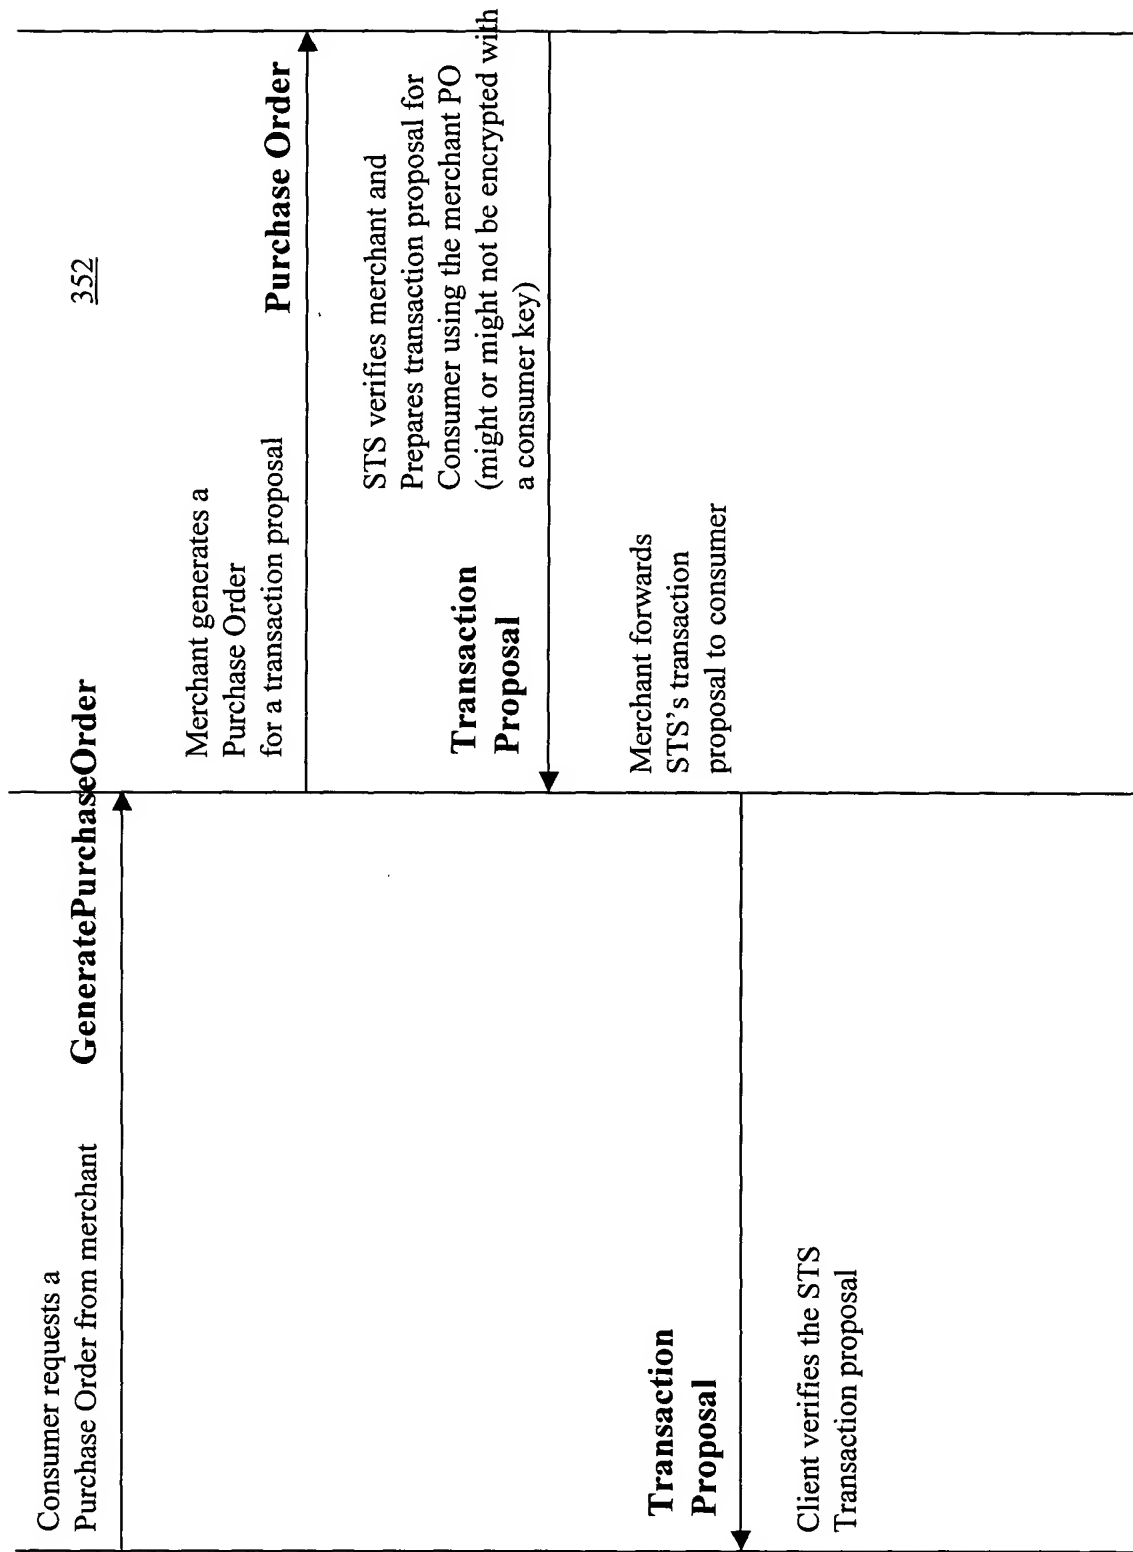 Consumer requests a
Purchase Order from merchant
GeneratePurchaseOrder
352
Merchant generates a
Purchase Order
for a transaction proposal
Purchase Order
STS verifies merchant and
Prepares transaction proposal for
Consumer using the merchant PO
(might or might not be encrypted with
a consumer key)
Transaction
Proposal
Merchant forwards
STS's transaction
proposal to consumer
Transaction
Proposal
Client verifies the STS
Transaction proposal